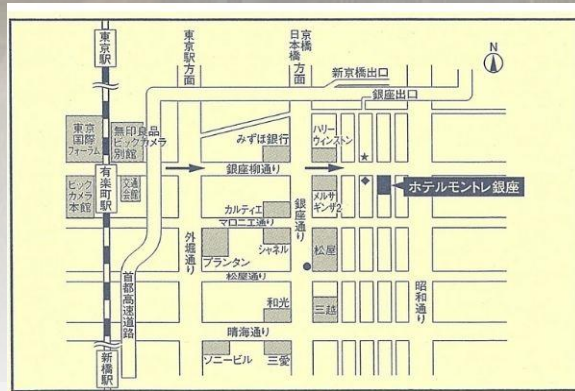 東京駅
東京駅方面
京橋
日本橋
方面
新京橋出口
銀座出口
N
東京
国際
フォーラム
無印良品
ビックカメラ
別館
みずほ銀行
ハリー
ウィンストン
有楽町駅
銀座柳通り
ビック
カメラ
本館
交通
会館
カルティエ
マロニエ通り
メルサ
ギンザ2
ホテルモントレ銀座
外堀通り
プランタン
シャネル
銀座通り
松屋
昭和通り
首都高速道路
松屋通り
和光
三越
晴海通り
新橋駅
ソニービル
三愛